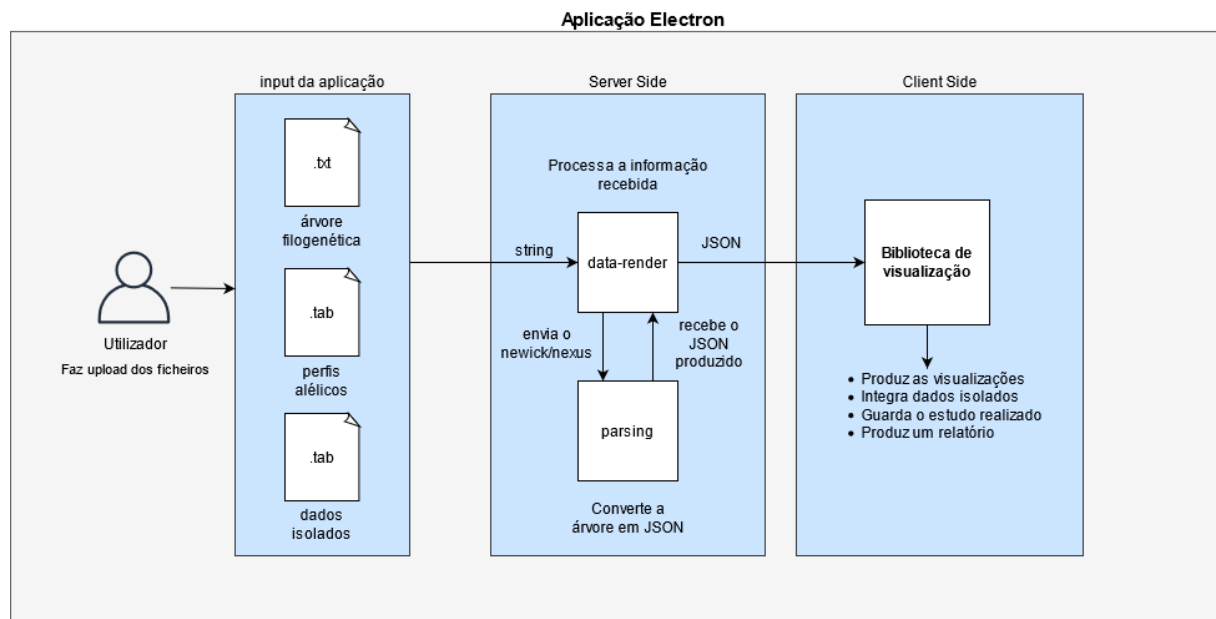 Aplicação Electron
input da aplicação
Server Side
Client Side
.txt
árvore
filogenética
.tab
perfis
alélicos
.tab
dados
isolados
Utilizador
Faz upload dos ficheiros
Processa a informação
recebida
string
data-render
JSON
envia o
newick/nexus
recebe o
JSON
produzido
parsing
Converte a
árvore em JSON
Biblioteca de
visualização
• Produz as visualizações
• Integra dados isolados
• Guarda o estudo realizado
• Produz um relatório